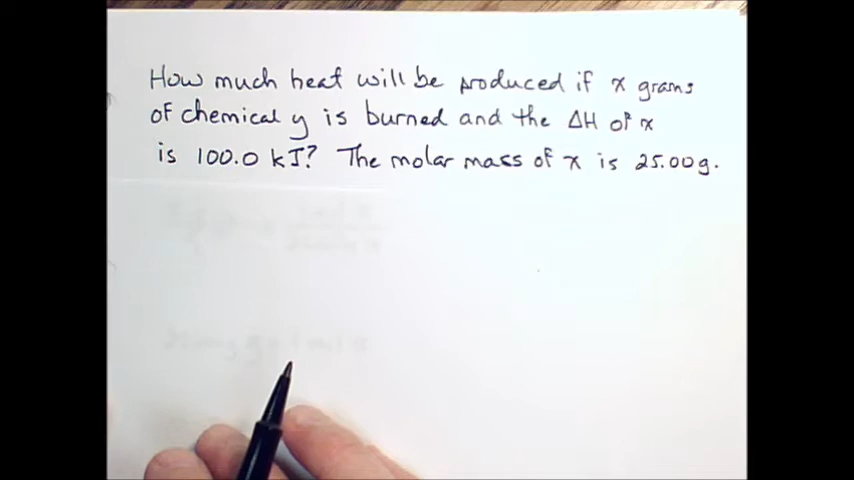 How much heat will be produced if x grams
of chemical y is burned and the ΔH of x
is 100.0 kJ? The molar mass of x is 25.00g.